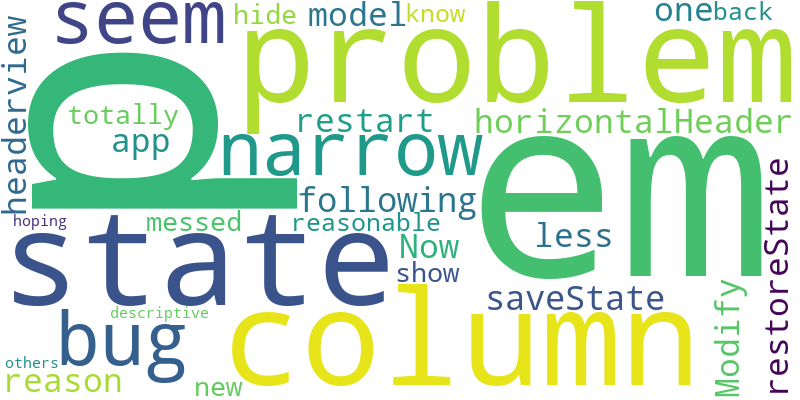 seem
hide
model
know
one
back
problem
headerview
p
totally
app
restart
horizontalHeader
narrow
em
following
restoreState
hoping
messed
reasonable
less
state
Now
show
saveState
column
Modify
bug
descriptive
others
reason
new